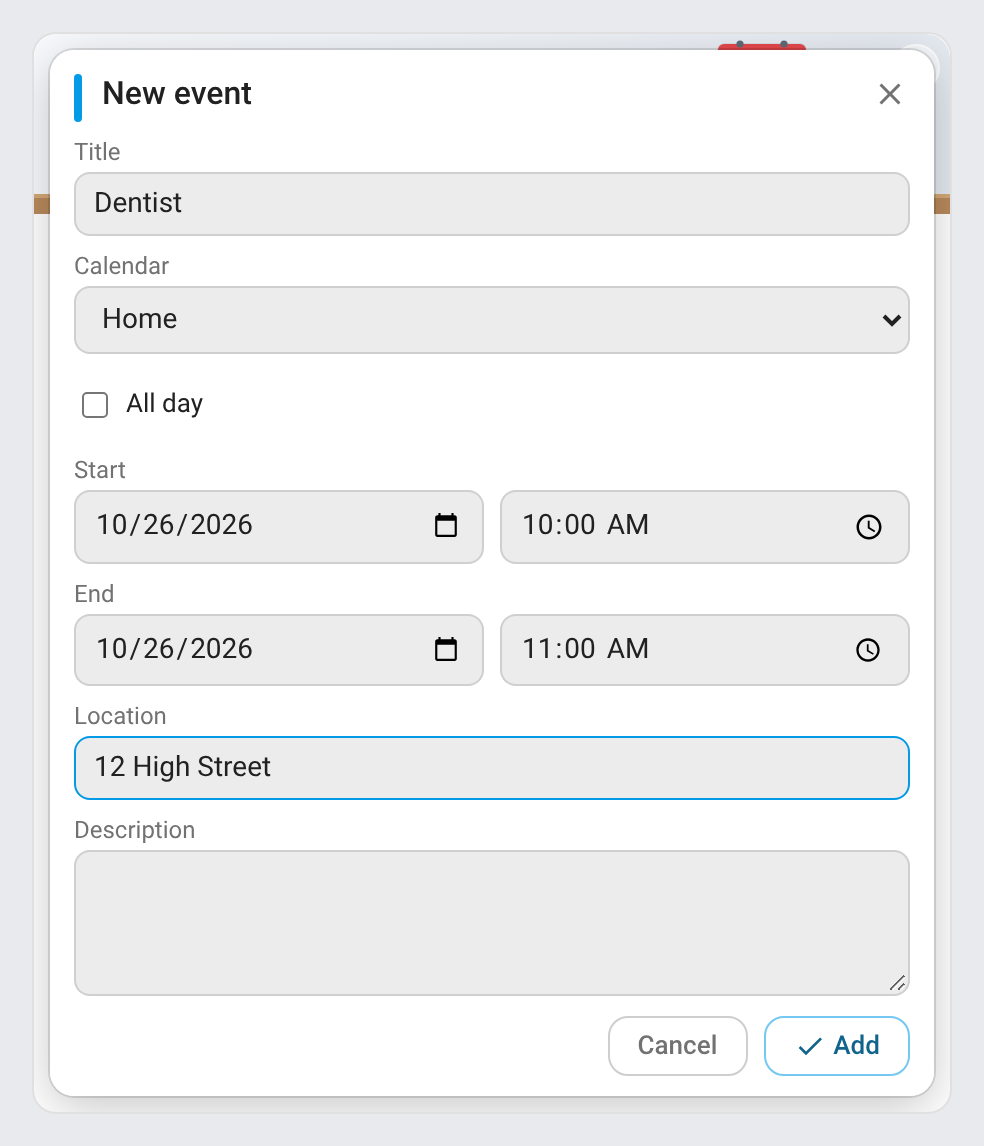 New event
Title
Dentist
Calendar
Home
All day
Start
10/26/2026 10:00 AM
End
10/26/2026 11:00 AM
Location
12 High Street
Description
Cancel Add